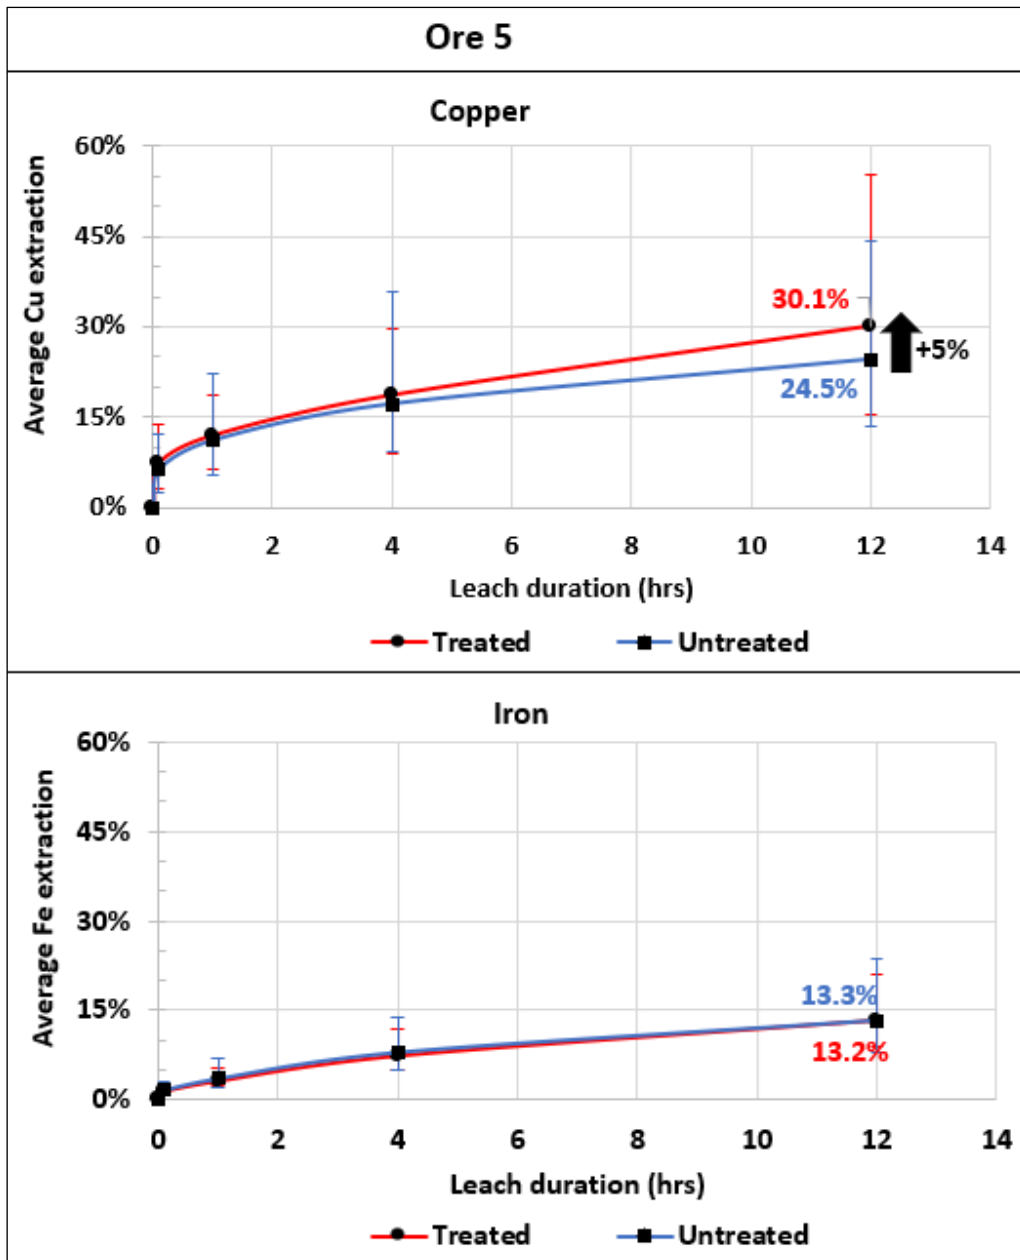 Ore 5
Copper
Average Cu extraction
60%
45%
30%
15%
0%
30.1%
+5%
24.5%
0 2 4 6 8 10 12 14
Leach duration (hrs)
Treated Untreated
Iron
Average Fe extraction
60%
45%
30%
15%
0%
13.3%
13.2%
0 2 4 6 8 10 12 14
Leach duration (hrs)
Treated Untreated